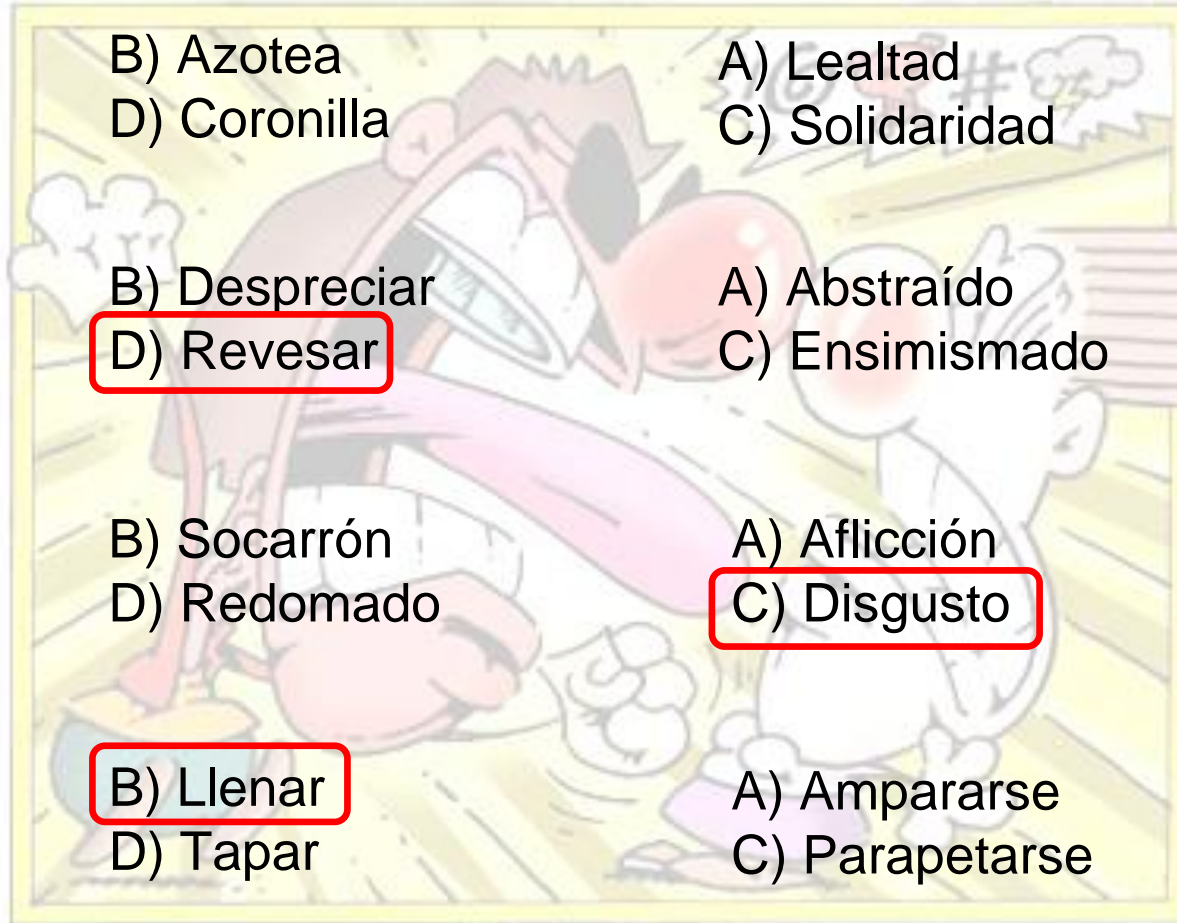 B) Azotea
D) Coronilla
A) Lealtad
C) Solidaridad
B) Despreciar
D) Revesar
A) Abstraído
C) Ensimismado
B) Socarrón
D) Redomado
A) Aflicción
C) Disgusto
B) Llenar
D) Tapar
A) Ampararse
C) Parapetarse